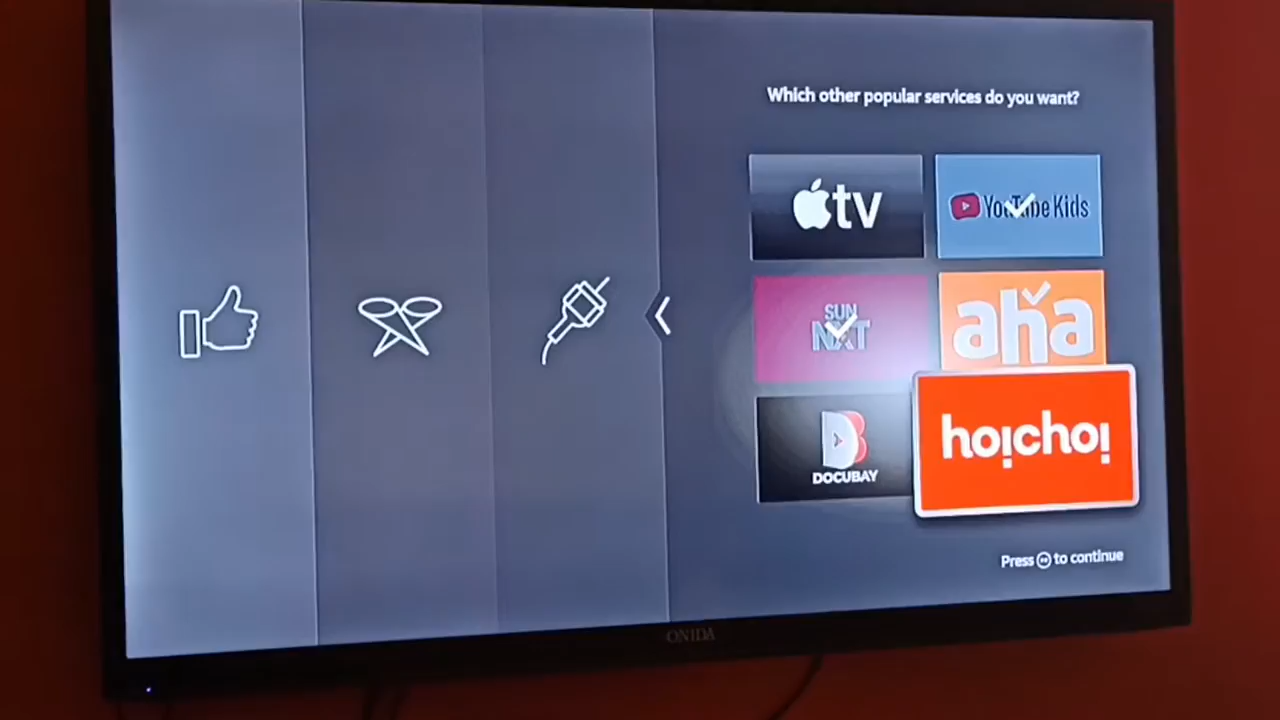 Which other popular services do you want?
tv
YouTube Kids
SUN
NXT
aha
DOCUBAY
hoichoi
Press to continue
ONIDA